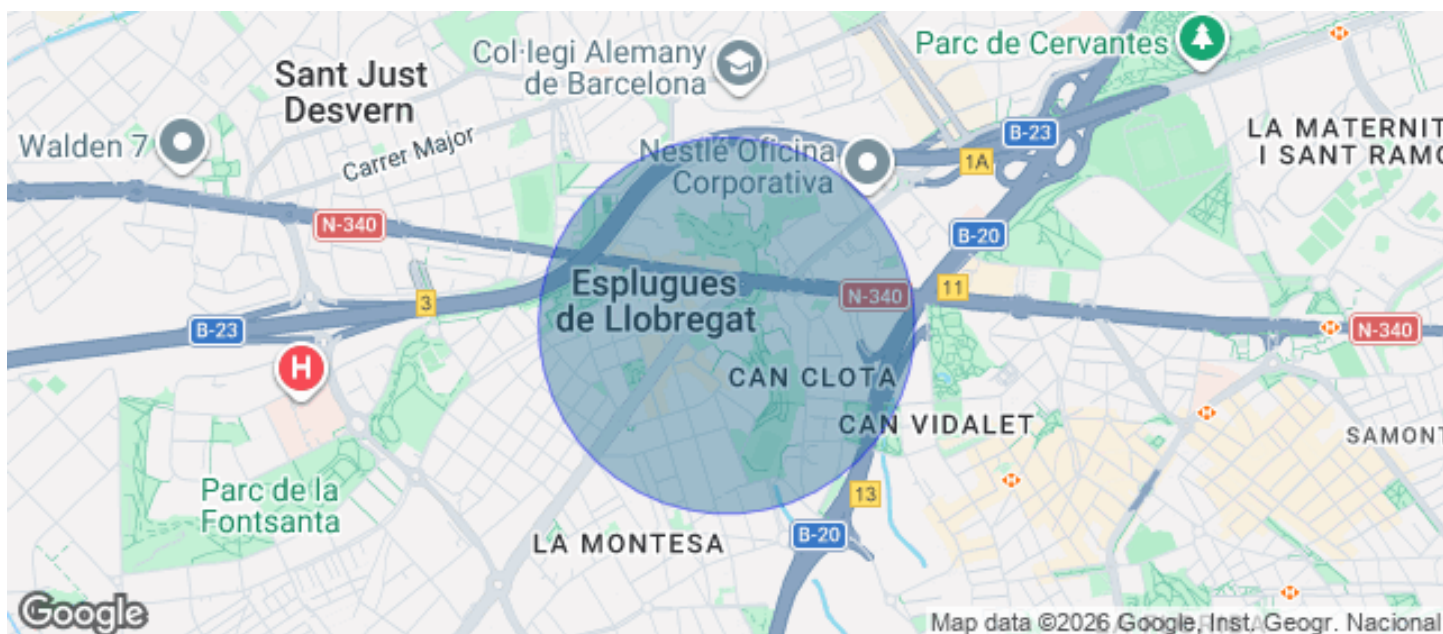 Parc de Cervantes
Col·legi Alemany
de Barcelona
Sant Just
Desvern
Walden 7
Carrer Major
Nestlé Oficina
Corporativa
B-23
1A
LA MATERNIT
I SANT RAMO
N-340
B-20
Esplugues
de Llobregat
N-340
11
3
B-23
N-340
H
CAN CLOTA
CAN VIDALET
SAMONT
Parc de la
Fontsanta
13
LA MONTESA
B-20
Google
Map data ©2026 Google, Inst. Geogr. Nacional